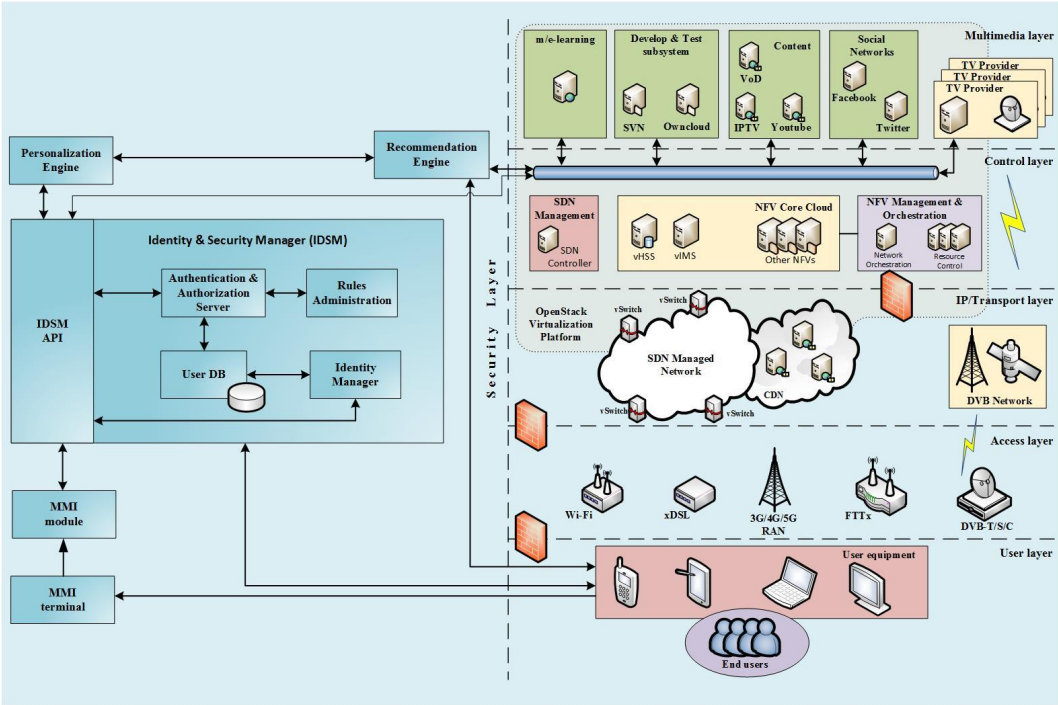 Multimedia layer
m/e-learning
Develop & Test
subsystem
SVN
Owncloud
Content
VoD
IPTV
Youtube
Social
Networks
Facebook
Twitter
TV Provider
TV Provider
TV Provider
Control layer
SDN
Management
SDN
Controller
NFV Core Cloud
vHSS
vIMS
Other NFVs
NFV Management &
Orchestration
Network
Orchestration
Resource
Control
IP/Transport layer
OpenStack
Virtualization
Platform
vSwitch
vSwitch
SDN Managed
Network
vSwitch
vSwitch
CDN
DVB Network
Access layer
Wi-Fi
xDSL
3G/4G/5G
RAN
FTTx
DVB-T/S/C
User layer
User equipment
End users
Security Layer
Personalization
Engine
Recommendation
Engine
Identity & Security Manager (IDSM)
IDSM
API
Authentication &
Authorization
Server
Rules
Administration
User DB
Identity
Manager
MMI
module
MMI
terminal